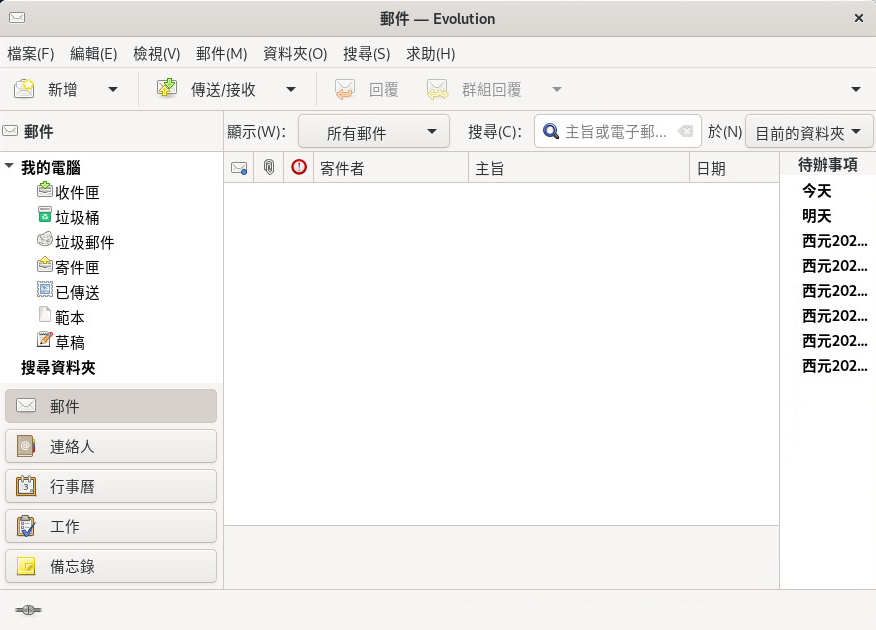 郵件 — Evolution
檔案(F) 編輯(E) 檢視(V) 郵件(M) 資料夾(O) 搜尋(S) 求助(H)
新增 傳送/接收 回覆 群組回覆
郵件 顯示(W): 所有郵件 搜尋(C): 主旨或電子郵... 於(N) 目前的資料夾
寄件者 主旨 日期
我的電腦
收件匣
垃圾桶
垃圾郵件
寄件匣
已傳送
範本
草稿
搜尋資料夾
郵件
連絡人
行事曆
工作
備忘錄
待辦事項
今天
明天
西元202...
西元202...
西元202...
西元202...
西元202...
西元202...